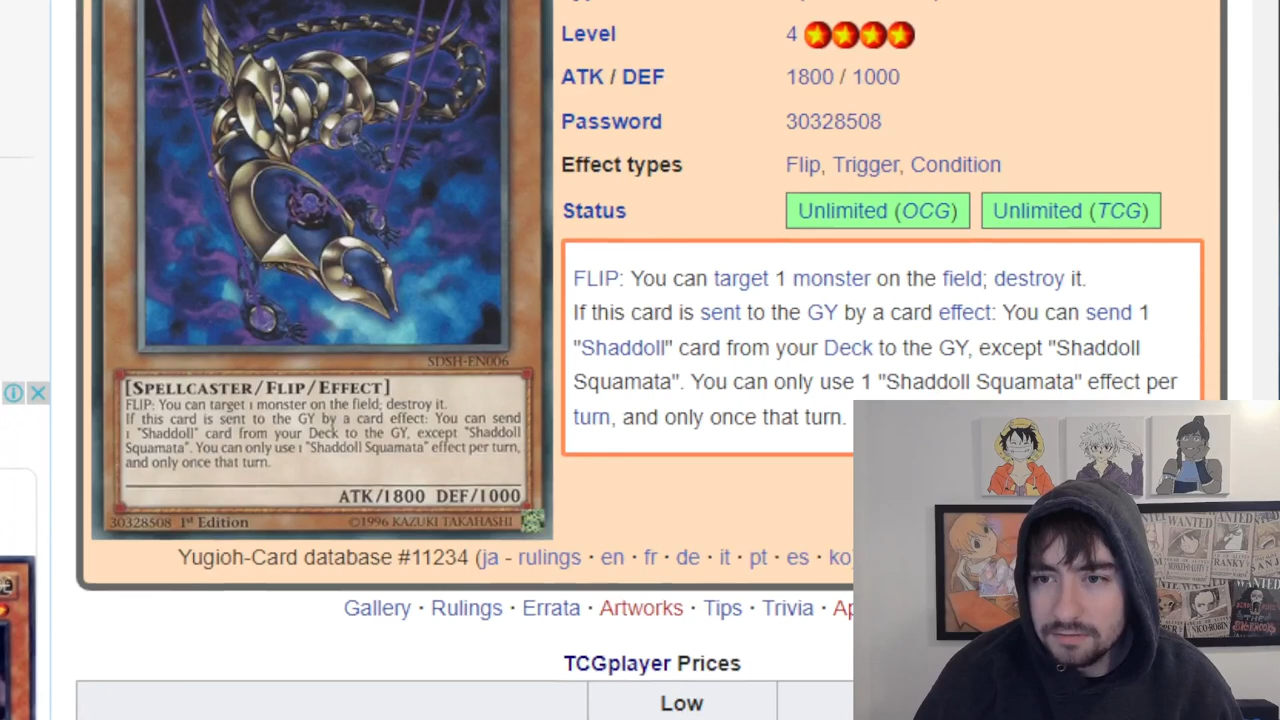 Level
4
ATK / DEF
1800 / 1000
Password
30328508
Effect types
Flip, Trigger, Condition
Status
Unlimited (OCG)
Unlimited (TCG)
FLIP: You can target 1 monster on the field; destroy it.
If this card is sent to the GY by a card effect: You can send 1
"Shaddoll" card from your Deck to the GY, except "Shaddoll
Squamata". You can only use 1 "Shaddoll Squamata" effect per
turn, and only once that turn.
SDSH-EN006
[SPELLCASTER/FLIP/EFFECT]
FLIP: You can target 1 monster on the field; destroy it.
If this card is sent to the GY by a card effect: You can send
1 "Shaddoll" card from your Deck to the GY, except "Shaddoll
Squamata". You can only use 1 "Shaddoll Squamata" effect per turn,
and only once that turn.
ATK/1800 DEF/1000
30328508 1st Edition
©1996 KAZUKI TAKAHASHI
Yugioh-Card database #11234 (ja - rulings · en · fr · de · it · pt · es · ko
Gallery · Rulings · Errata · Artworks · Tips · Trivia ·
TCGplayer Prices
Low
WANTED
WANTED
WANTED
NICO·ROBIN